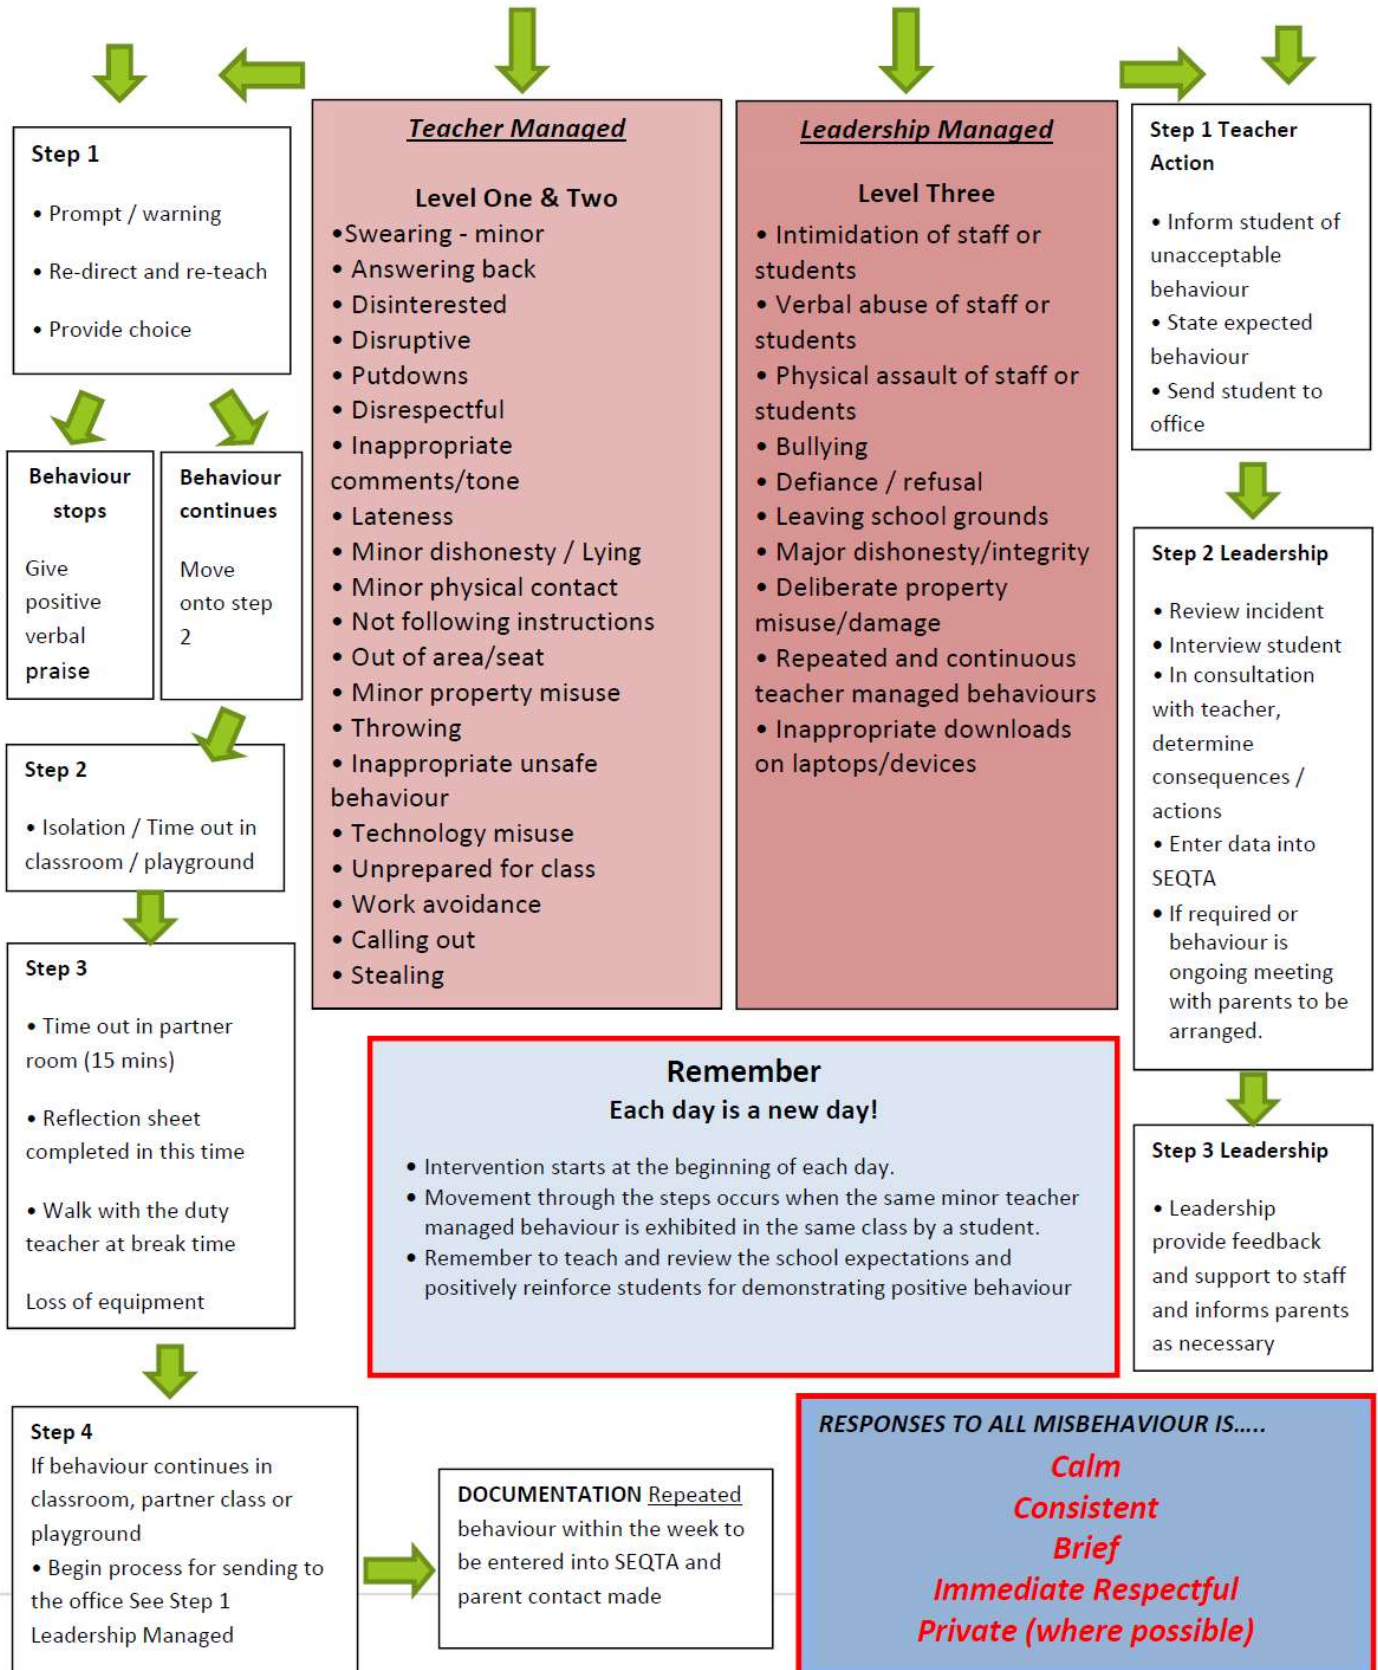 Step 1
• Prompt / warning
• Re-direct and re-teach
• Provide choice
Behaviour
stops
Give
positive
verbal
praise
Behaviour
continues
Move
onto step
2
Step 2
• Isolation / Time out in
classroom / playground
Step 3
• Time out in partner
room (15 mins)
• Reflection sheet
completed in this time
• Walk with the duty
teacher at break time
Loss of equipment
Step 4
If behaviour continues in
classroom, partner class or
playground
• Begin process for sending to
the office See Step 1
Leadership Managed
DOCUMENTATION Repeated
behaviour within the week to
be entered into SEQTA and
parent contact made
Teacher Managed
Level One & Two
•Swearing - minor
• Answering back
• Disinterested
• Disruptive
• Putdowns
• Disrespectful
• Inappropriate
comments/tone
• Lateness
• Minor dishonesty / Lying
• Minor physical contact
• Not following instructions
• Out of area/seat
• Minor property misuse
• Throwing
• Inappropriate unsafe
behaviour
• Technology misuse
• Unprepared for class
• Work avoidance
• Calling out
• Stealing
Leadership Managed
Level Three
• Intimidation of staff or
students
• Verbal abuse of staff or
students
• Physical assault of staff or
students
• Bullying
• Defiance / refusal
• Leaving school grounds
• Major dishonesty/integrity
• Deliberate property
misuse/damage
• Repeated and continuous
teacher managed behaviours
• Inappropriate downloads
on laptops/devices
Step 1 Teacher
Action
• Inform student of
unacceptable
behaviour
• State expected
behaviour
• Send student to
office
Step 2 Leadership
• Review incident
• Interview student
• In consultation
with teacher,
determine
consequences /
actions
• Enter data into
SEQTA
• If required or
behaviour is
ongoing meeting
with parents to be
arranged.
Step 3 Leadership
• Leadership
provide feedback
and support to staff
and informs parents
as necessary
Remember
Each day is a new day!
• Intervention starts at the beginning of each day.
• Movement through the steps occurs when the same minor teacher
managed behaviour is exhibited in the same class by a student.
• Remember to teach and review the school expectations and
positively reinforce students for demonstrating positive behaviour
RESPONSES TO ALL MISBEHAVIOUR IS.....
Calm
Consistent
Brief
Immediate Respectful
Private (where possible)